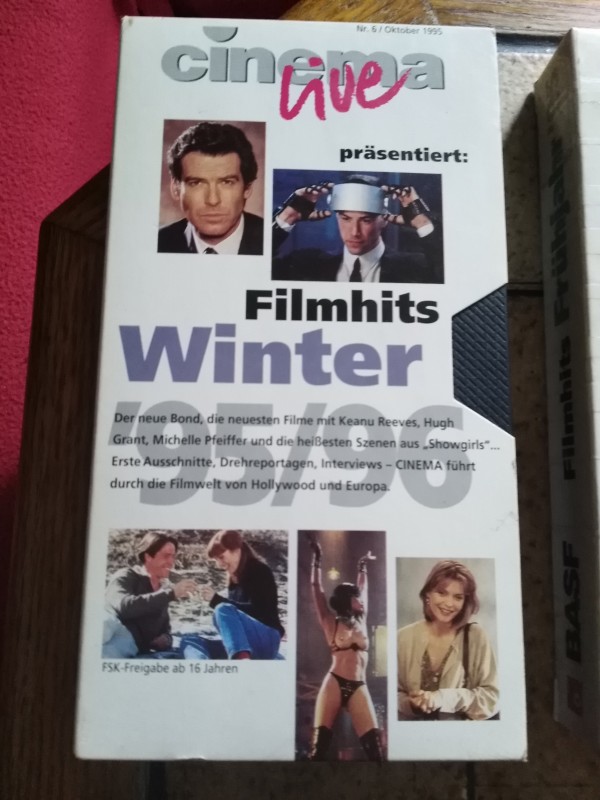 Nr. 6 / Oktober 1995
cinema
Live
präsentiert:
Filmhits
Winter
'95/96
Der neue Bond, die neuesten Filme mit Keanu Reeves, Hugh
Grant, Michelle Pfeiffer und die heißesten Szenen aus „Showgirls“...
Erste Ausschnitte, Drehreportagen, Interviews – CINEMA führt
durch die Filmwelt von Hollywood und Europa.
FSK-Freigabe ab 16 Jahren
BASF Filmhits Frühjahr